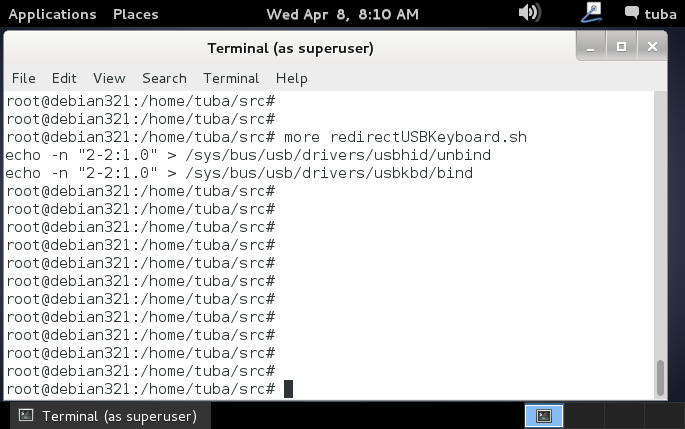 Applications Places Wed Apr 8, 8:10 AM tuba
Terminal (as superuser)
File Edit View Search Terminal Help
root@debian321:/home/tuba/src#
root@debian321:/home/tuba/src#
root@debian321:/home/tuba/src# more redirectUSBKeyboard.sh
echo -n "2-2:1.0" > /sys/bus/usb/drivers/usbhid/unbind
echo -n "2-2:1.0" > /sys/bus/usb/drivers/usbkbd/bind
root@debian321:/home/tuba/src#
root@debian321:/home/tuba/src#
root@debian321:/home/tuba/src#
root@debian321:/home/tuba/src#
root@debian321:/home/tuba/src#
root@debian321:/home/tuba/src#
root@debian321:/home/tuba/src#
root@debian321:/home/tuba/src#
root@debian321:/home/tuba/src#
root@debian321:/home/tuba/src#
root@debian321:/home/tuba/src#
root@debian321:/home/tuba/src#
Terminal (as superuser)